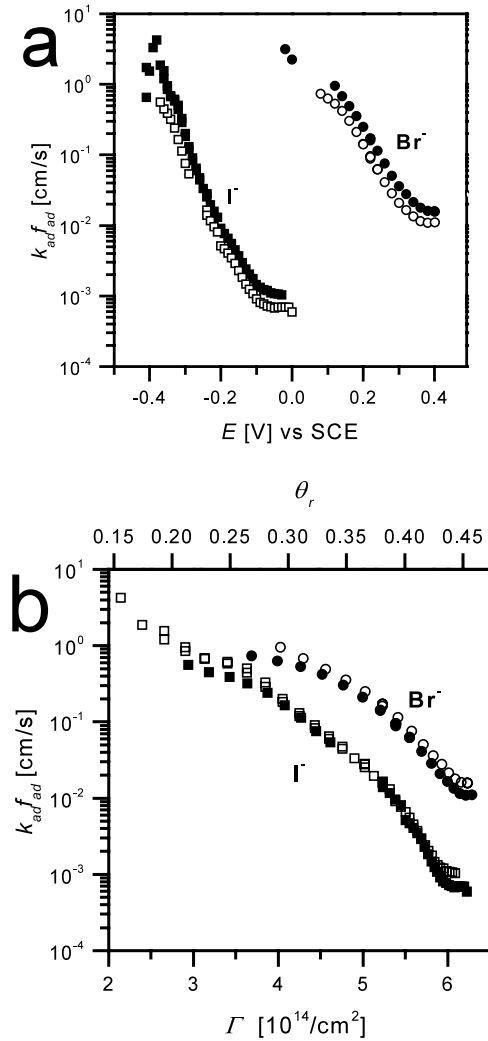 a
k_ad f_ad [cm/s]
10^1
10^0
10^-1
10^-2
10^-3
10^-4
Br^-
I^-
-0.4 -0.2 0.0 0.2 0.4
E [V] vs SCE
θ_r
0.15 0.20 0.25 0.30 0.35 0.40 0.45
b
k_ad f_ad [cm/s]
10^1
10^0
10^-1
10^-2
10^-3
10^-4
Br^-
I^-
2 3 4 5 6
Γ [10^14/cm^2]